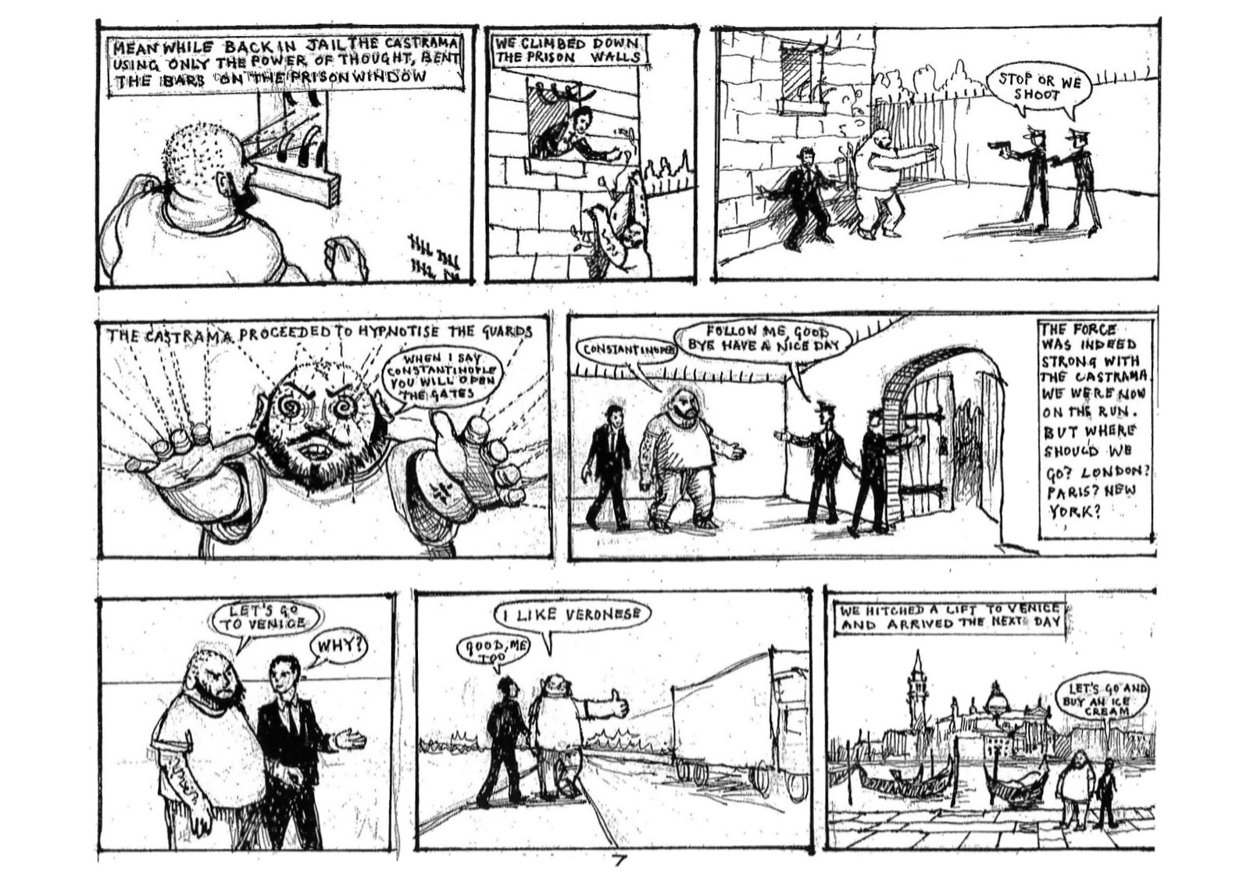 MEANWHILE BACK IN JAIL THE CASTRAMA
USING ONLY THE POWER OF THOUGHT, BENT
THE BARS ON THE PRISON WINDOW
WE CLIMBED DOWN
THE PRISON WALLS
STOP OR WE
SHOOT
THE CASTRAMA PROCEEDED TO HYPNOTISE THE GUARDS
WHEN I SAY
CONSTANTINOPLE
YOU WILL OPEN
THE GATES
CONSTANTINOPLE
FOLLOW ME, GOOD
BYE HAVE A NICE DAY
THE FORCE
WAS INDEED
STRONG WITH
THE CASTRAMA.
WE WERE NOW
ON THE RUN.
BUT WHERE
SHOULD WE
GO? LONDON?
PARIS? NEW
YORK?
LET'S GO
TO VENICE
WHY?
I LIKE VERONESE
GOOD, ME
TOO
WE HITCHED A LIFT TO VENICE
AND ARRIVED THE NEXT DAY
LET'S GO AND
BUY AN ICE
CREAM
7